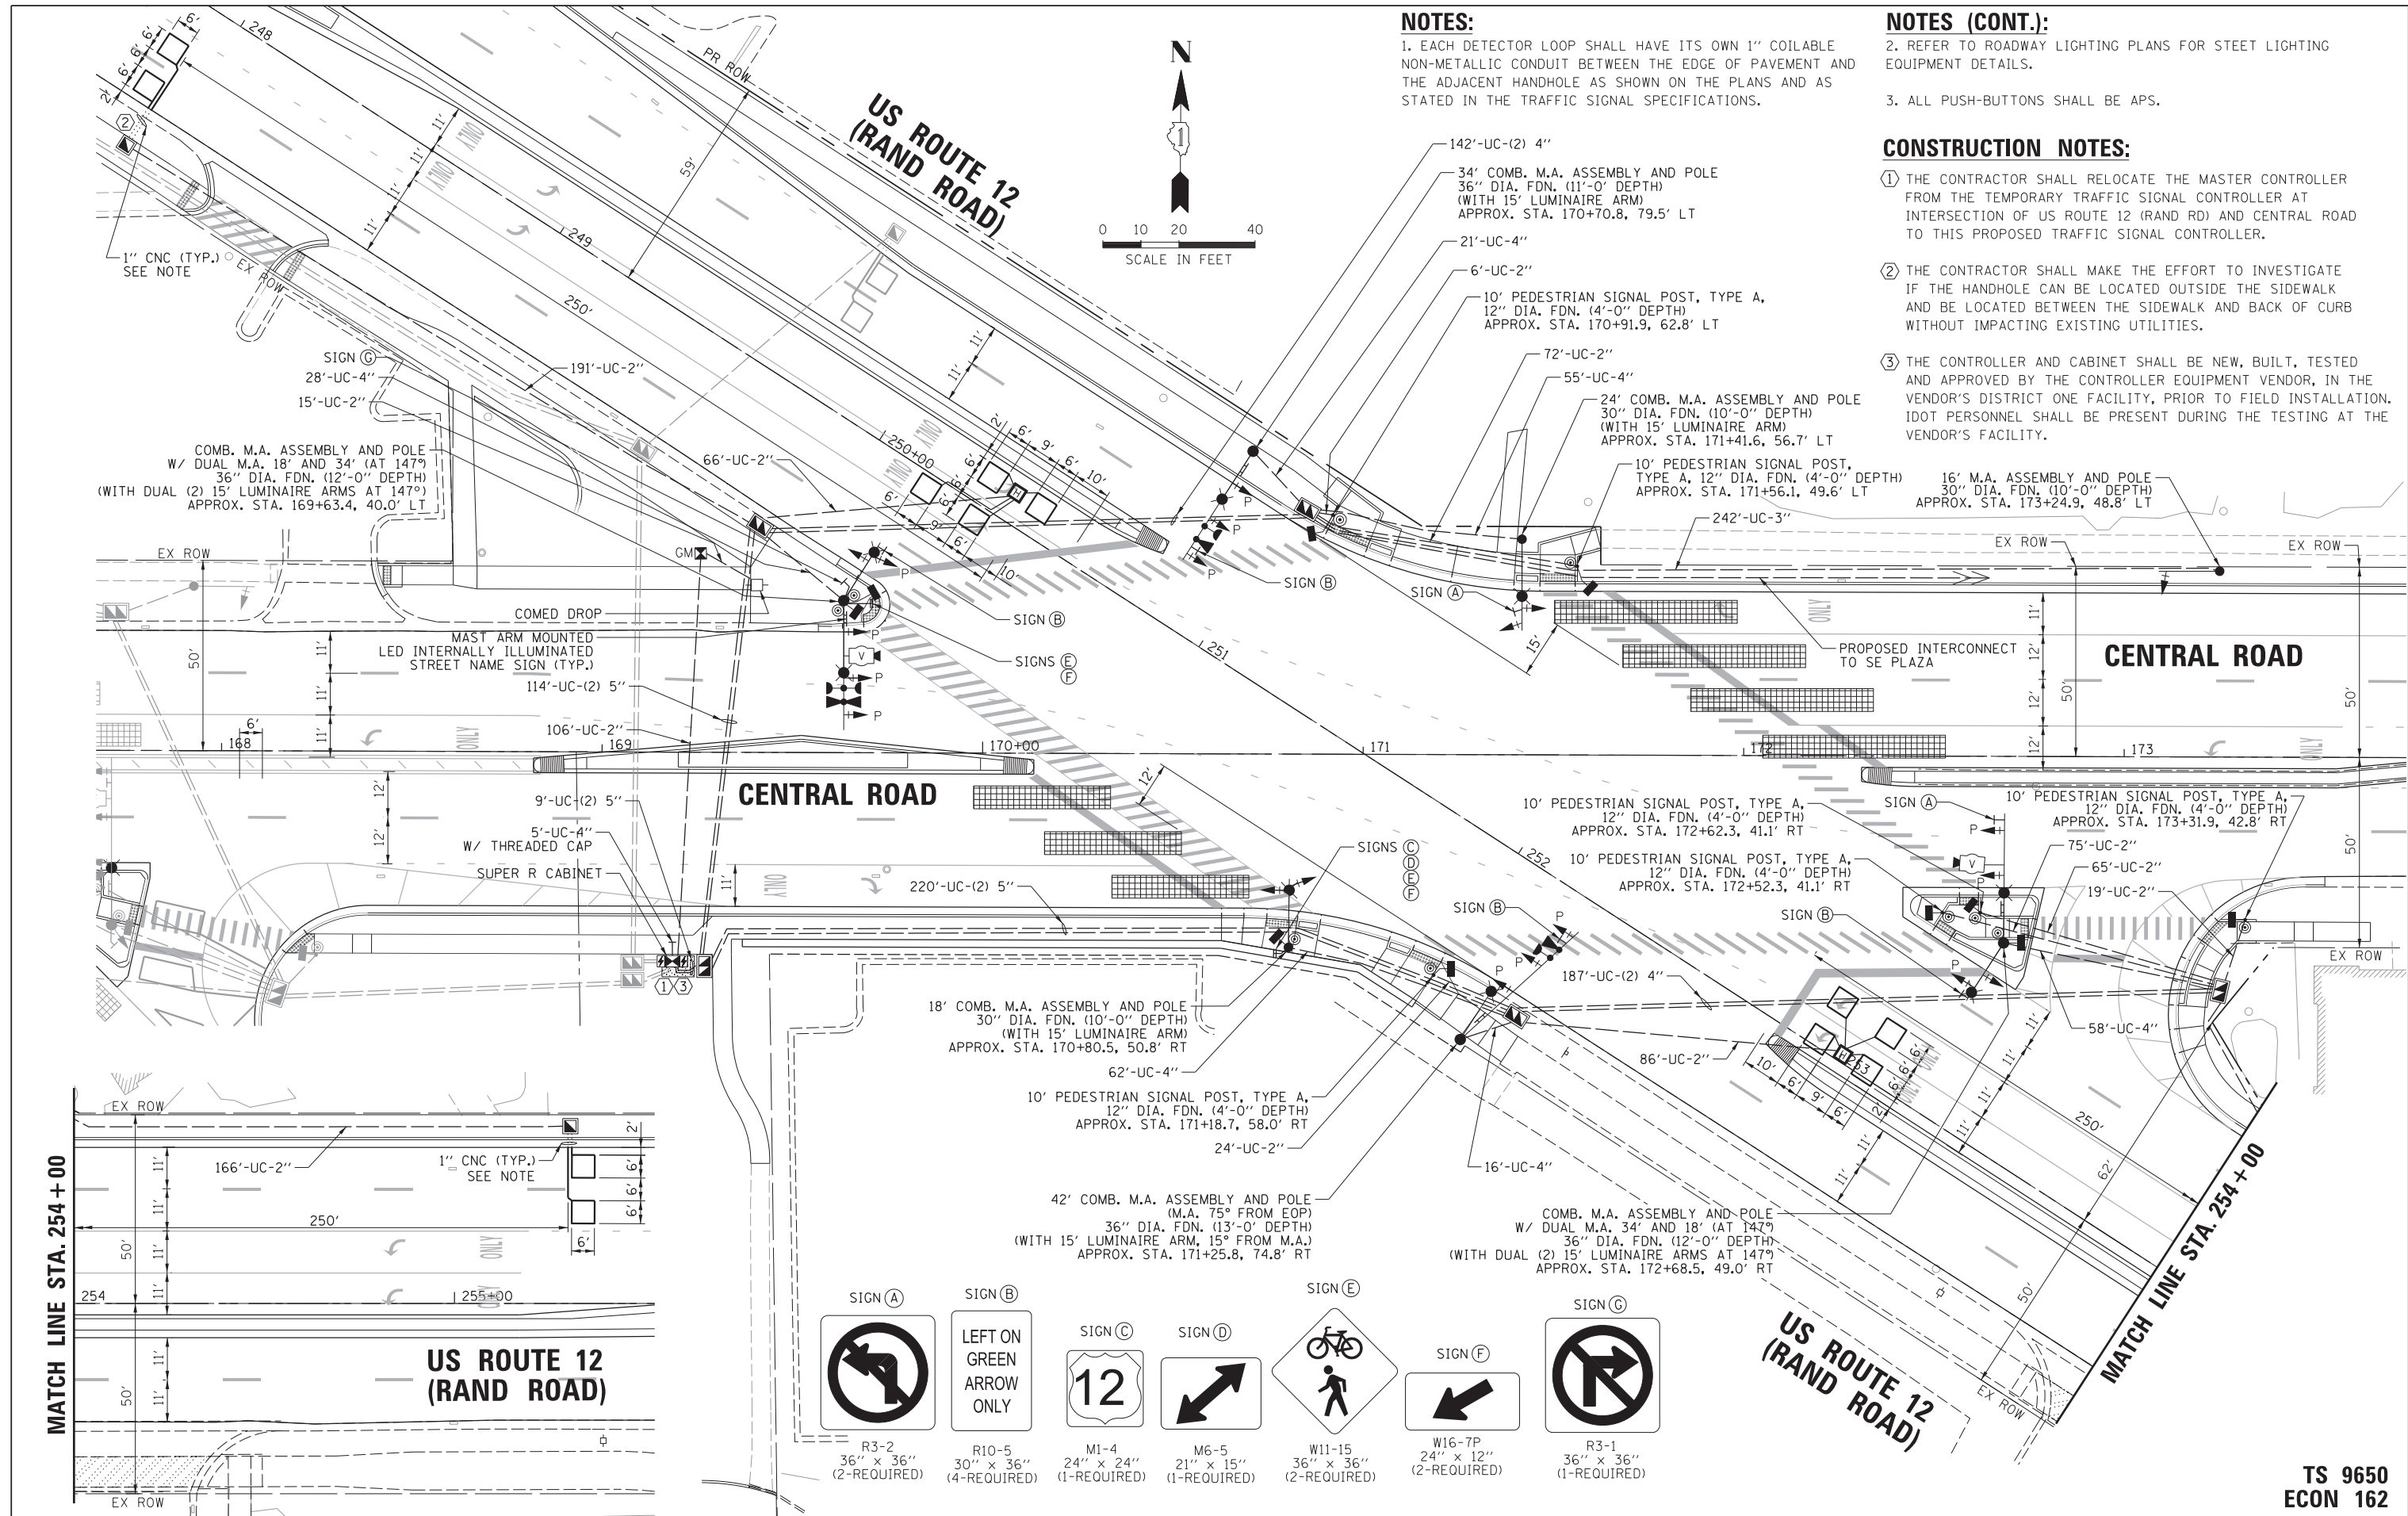 NOTES:
1. EACH DETECTOR LOOP SHALL HAVE ITS OWN 1'' COILABLE
NON-METALLIC CONDUIT BETWEEN THE EDGE OF PAVEMENT AND
THE ADJACENT HANDHOLE AS SHOWN ON THE PLANS AND AS
STATED IN THE TRAFFIC SIGNAL SPECIFICATIONS.
NOTES (CONT.):
2. REFER TO ROADWAY LIGHTING PLANS FOR STEET LIGHTING
EQUIPMENT DETAILS.
3. ALL PUSH-BUTTONS SHALL BE APS.
CONSTRUCTION NOTES:
1 THE CONTRACTOR SHALL RELOCATE THE MASTER CONTROLLER
FROM THE TEMPORARY TRAFFIC SIGNAL CONTROLLER AT
INTERSECTION OF US ROUTE 12 (RAND RD) AND CENTRAL ROAD
TO THIS PROPOSED TRAFFIC SIGNAL CONTROLLER.
2 THE CONTRACTOR SHALL MAKE THE EFFORT TO INVESTIGATE
IF THE HANDHOLE CAN BE LOCATED OUTSIDE THE SIDEWALK
AND BE LOCATED BETWEEN THE SIDEWALK AND BACK OF CURB
WITHOUT IMPACTING EXISTING UTILITIES.
3 THE CONTROLLER AND CABINET SHALL BE NEW, BUILT, TESTED
AND APPROVED BY THE CONTROLLER EQUIPMENT VENDOR, IN THE
VENDOR'S DISTRICT ONE FACILITY, PRIOR TO FIELD INSTALLATION.
IDOT PERSONNEL SHALL BE PRESENT DURING THE TESTING AT THE
VENDOR'S FACILITY.
N
1
0 10 20 40
SCALE IN FEET
US ROUTE 12
(RAND ROAD)
PR ROW
248
249
250+00
251
252
253
59'
250'
2
1'' CNC (TYP.)
SEE NOTE
EX ROW
SIGN G
28'-UC-4''
15'-UC-2''
191'-UC-2''
66'-UC-2''
COMB. M.A. ASSEMBLY AND POLE
W/ DUAL M.A. 18' AND 34' (AT 147°)
36'' DIA. FDN. (12'-0'' DEPTH)
(WITH DUAL (2) 15' LUMINAIRE ARMS AT 147°)
APPROX. STA. 169+63.4, 40.0' LT
142'-UC-(2) 4''
34' COMB. M.A. ASSEMBLY AND POLE
36'' DIA. FDN. (11'-0' DEPTH)
(WITH 15' LUMINAIRE ARM)
APPROX. STA. 170+70.8, 79.5' LT
21'-UC-4''
6'-UC-2''
10' PEDESTRIAN SIGNAL POST, TYPE A,
12'' DIA. FDN. (4'-0'' DEPTH)
APPROX. STA. 170+91.9, 62.8' LT
72'-UC-2''
55'-UC-4''
24' COMB. M.A. ASSEMBLY AND POLE
30'' DIA. FDN. (10'-0'' DEPTH)
(WITH 15' LUMINAIRE ARM)
APPROX. STA. 171+41.6, 56.7' LT
10' PEDESTRIAN SIGNAL POST,
TYPE A, 12'' DIA. FDN. (4'-0'' DEPTH)
APPROX. STA. 171+56.1, 49.6' LT
16' M.A. ASSEMBLY AND POLE
30'' DIA. FDN. (10'-0'' DEPTH)
APPROX. STA. 173+24.9, 48.8' LT
242'-UC-3''
EX ROW
EX ROW
EX ROW
GM
SIGN B
SIGN A
SIGN B
COMED DROP
MAST ARM MOUNTED
LED INTERNALLY ILLUMINATED
STREET NAME SIGN (TYP.)
SIGNS E
F
PROPOSED INTERCONNECT
TO SE PLAZA
CENTRAL ROAD
114'-UC-(2) 5''
106'-UC-2''
168
169
170+00
171
172
173
CENTRAL ROAD
9'-UC-(2) 5''
5'-UC-4''
W/ THREADED CAP
SUPER R CABINET
1 3
220'-UC-(2) 5''
SIGNS C
D
E
F
SIGN B
10' PEDESTRIAN SIGNAL POST, TYPE A,
12'' DIA. FDN. (4'-0'' DEPTH)
APPROX. STA. 172+62.3, 41.1' RT
10' PEDESTRIAN SIGNAL POST, TYPE A,
12'' DIA. FDN. (4'-0'' DEPTH)
APPROX. STA. 172+52.3, 41.1' RT
SIGN A
SIGN B
10' PEDESTRIAN SIGNAL POST, TYPE A,
12'' DIA. FDN. (4'-0'' DEPTH)
APPROX. STA. 173+31.9, 42.8' RT
75'-UC-2''
65'-UC-2''
19'-UC-2''
EX ROW
187'-UC-(2) 4''
58'-UC-4''
86'-UC-2''
18' COMB. M.A. ASSEMBLY AND POLE
30'' DIA. FDN. (10'-0'' DEPTH)
(WITH 15' LUMINAIRE ARM)
APPROX. STA. 170+80.5, 50.8' RT
62'-UC-4''
10' PEDESTRIAN SIGNAL POST, TYPE A,
12'' DIA. FDN. (4'-0'' DEPTH)
APPROX. STA. 171+18.7, 58.0' RT
24'-UC-2''
16'-UC-4''
42' COMB. M.A. ASSEMBLY AND POLE
(M.A. 75° FROM EOP)
36'' DIA. FDN. (13'-0' DEPTH)
(WITH 15' LUMINAIRE ARM, 15° FROM M.A.)
APPROX. STA. 171+25.8, 74.8' RT
COMB. M.A. ASSEMBLY AND POLE
W/ DUAL M.A. 34' AND 18' (AT 147°)
36'' DIA. FDN. (12'-0'' DEPTH)
(WITH DUAL (2) 15' LUMINAIRE ARMS AT 147°)
APPROX. STA. 172+68.5, 49.0' RT
250'
62'
50'
EX ROW
MATCH LINE STA. 254+00
US ROUTE 12
(RAND ROAD)
MATCH LINE STA. 254+00
EX ROW
166'-UC-2''
1'' CNC (TYP.)
SEE NOTE
250'
ONLY
254
255+00
50'
50'
US ROUTE 12
(RAND ROAD)
EX ROW
SIGN A
R3-2
36'' x 36''
(2-REQUIRED)
SIGN B
LEFT ON
GREEN
ARROW
ONLY
R10-5
30'' x 36''
(4-REQUIRED)
SIGN C
12
M1-4
24'' x 24''
(1-REQUIRED)
SIGN D
M6-5
21'' x 15''
(1-REQUIRED)
SIGN E
W11-15
36'' x 36''
(2-REQUIRED)
SIGN F
W16-7P
24'' x 12''
(2-REQUIRED)
SIGN G
R3-1
36'' x 36''
(1-REQUIRED)
TS 9650
ECON 162